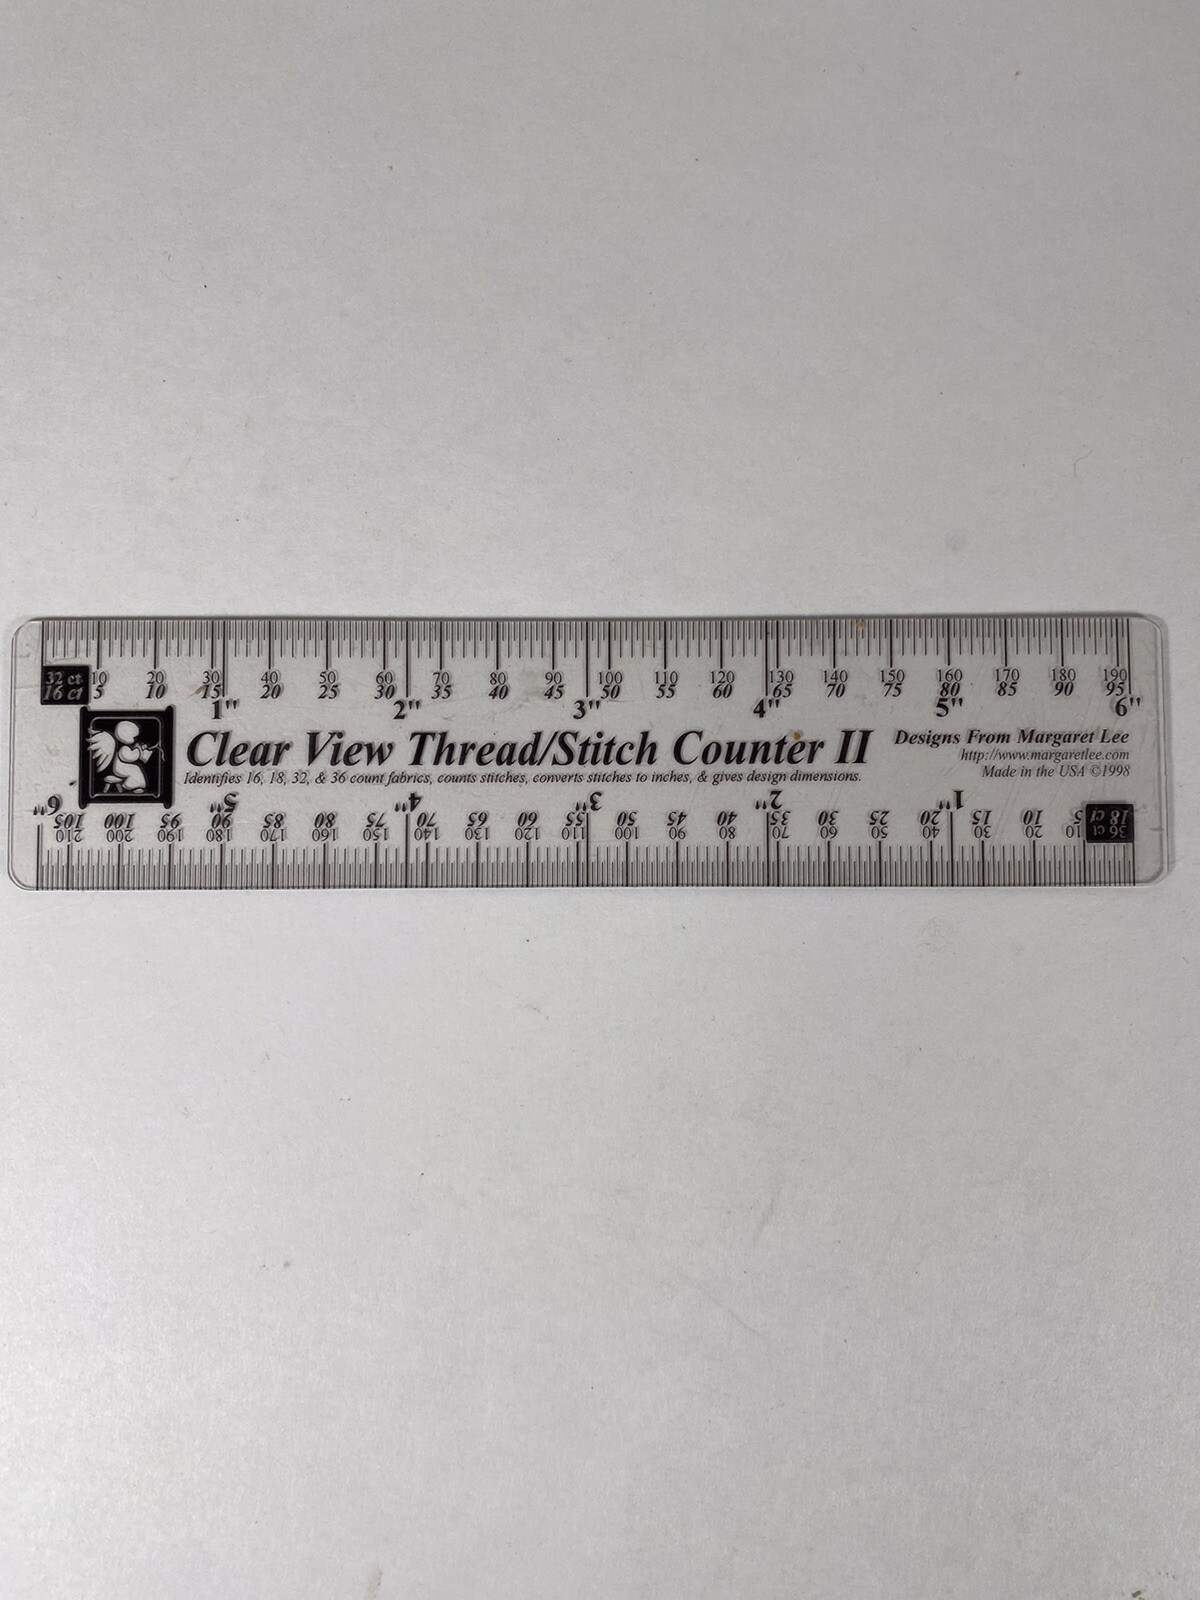 32 ct 10 20 30 40 50 60 70 80 90 100 110 120 130 140 150 160 170 180 190
16 ct 5 10 15 20 25 30 35 40 45 50 55 60 65 70 75 80 85 90 95
1" 2" 3" 4" 5" 6"
Clear View Thread/Stitch Counter II
Identifies 16, 18, 32, & 36 count fabrics, counts stitches, converts stitches to inches, & gives design dimensions.
Designs From Margaret Lee
http://www.margaretlee.com
Made in the USA ©1998
36 ct 10 20 30 40 50 60 70 80 90 100 110 120 130 140 150 160 170 180 190 200 210
18 ct 5 10 15 20 25 30 35 40 45 50 55 60 65 70 75 80 85 90 95 100 105
1" 2" 3" 4" 5" 6"